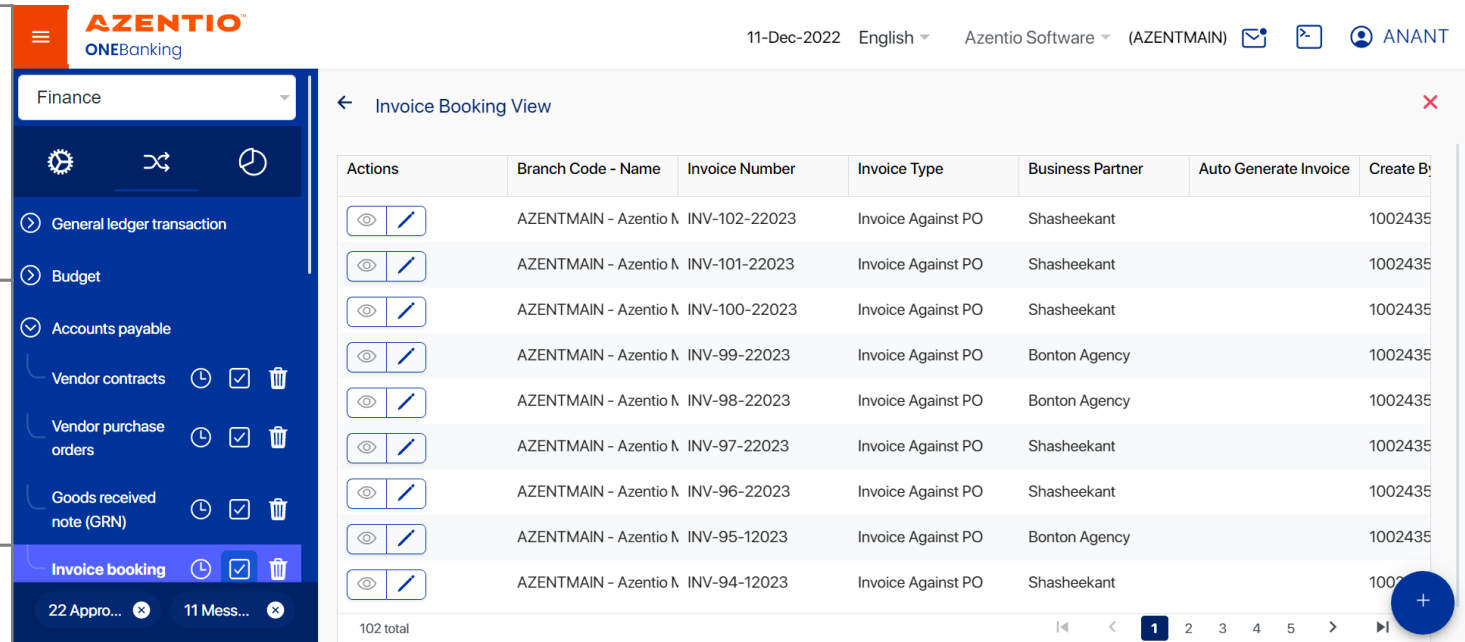 AZENTIO
ONEBanking
11-Dec-2022 English Azentio Software (AZENTMAIN) ANANT
Finance
General ledger transaction
Budget
Accounts payable
Vendor contracts
Vendor purchase
orders
Goods received
note (GRN)
Invoice booking
22 Appro...
11 Mess...
Invoice Booking View
Actions Branch Code - Name Invoice Number Invoice Type Business Partner Auto Generate Invoice Create By
AZENTMAIN - Azentio M INV-102-22023 Invoice Against PO Shasheekant 1002435
AZENTMAIN - Azentio M INV-101-22023 Invoice Against PO Shasheekant 1002435
AZENTMAIN - Azentio M INV-100-22023 Invoice Against PO Shasheekant 1002435
AZENTMAIN - Azentio M INV-99-22023 Invoice Against PO Bonton Agency 1002435
AZENTMAIN - Azentio M INV-98-22023 Invoice Against PO Bonton Agency 1002435
AZENTMAIN - Azentio M INV-97-22023 Invoice Against PO Shasheekant 1002435
AZENTMAIN - Azentio M INV-96-22023 Invoice Against PO Shasheekant 1002435
AZENTMAIN - Azentio M INV-95-12023 Invoice Against PO Bonton Agency 1002435
AZENTMAIN - Azentio M INV-94-12023 Invoice Against PO Shasheekant
102 total 1 2 3 4 5